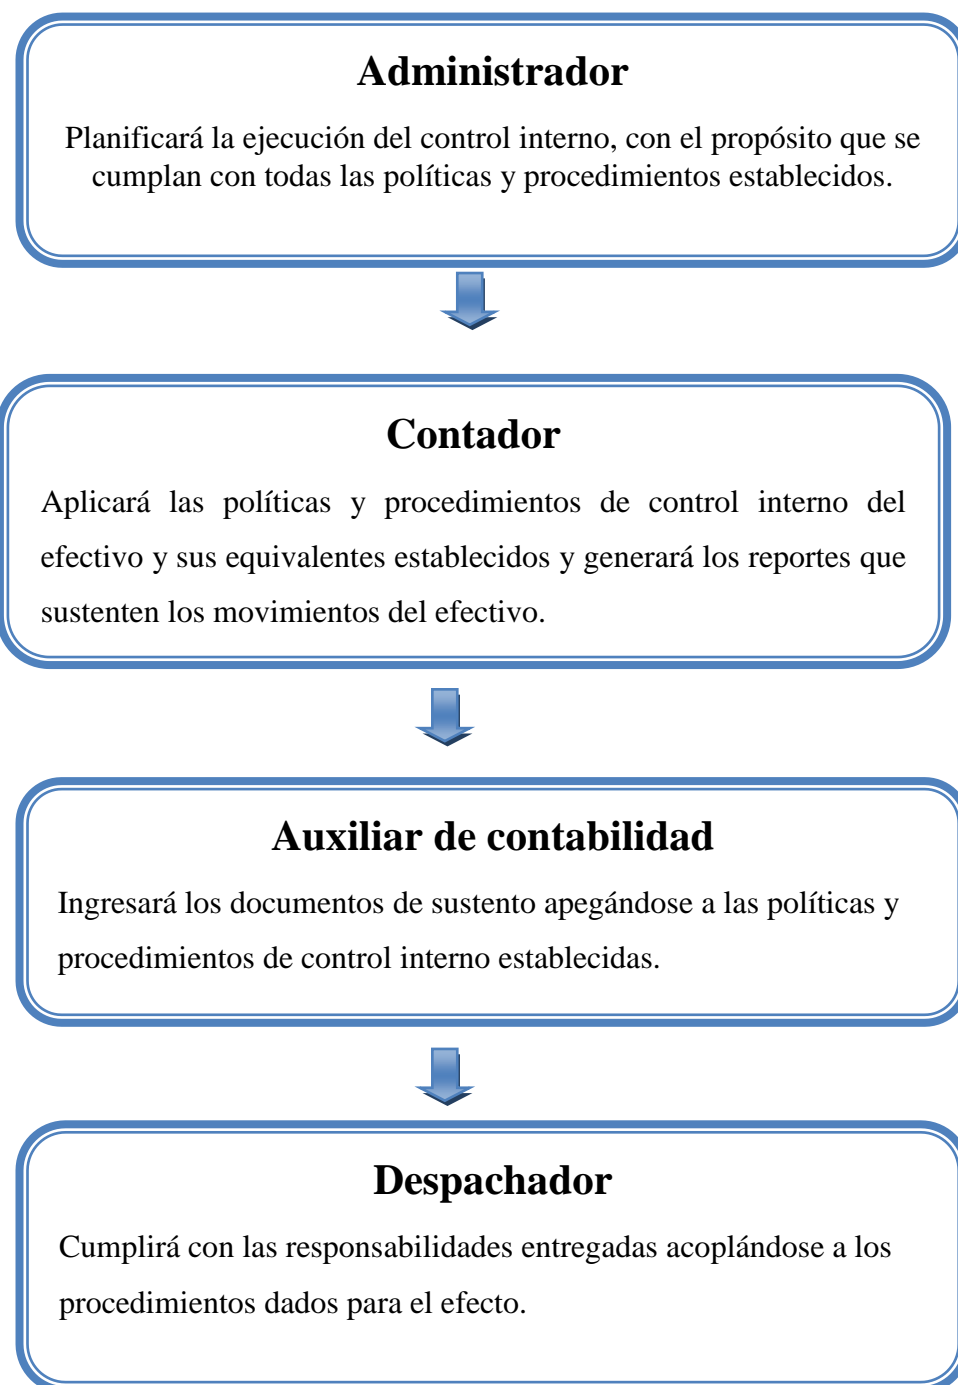 Administrador
Planificará la ejecución del control interno, con el propósito que se
cumplan con todas las políticas y procedimientos establecidos.
Contador
Aplicará las políticas y procedimientos de control interno del
efectivo y sus equivalentes establecidos y generará los reportes que
sustenten los movimientos del efectivo.
Auxiliar de contabilidad
Ingresará los documentos de sustento apegándose a las políticas y
procedimientos de control interno establecidas.
Despachador
Cumplirá con las responsabilidades entregadas acoplándose a los
procedimientos dados para el efecto.